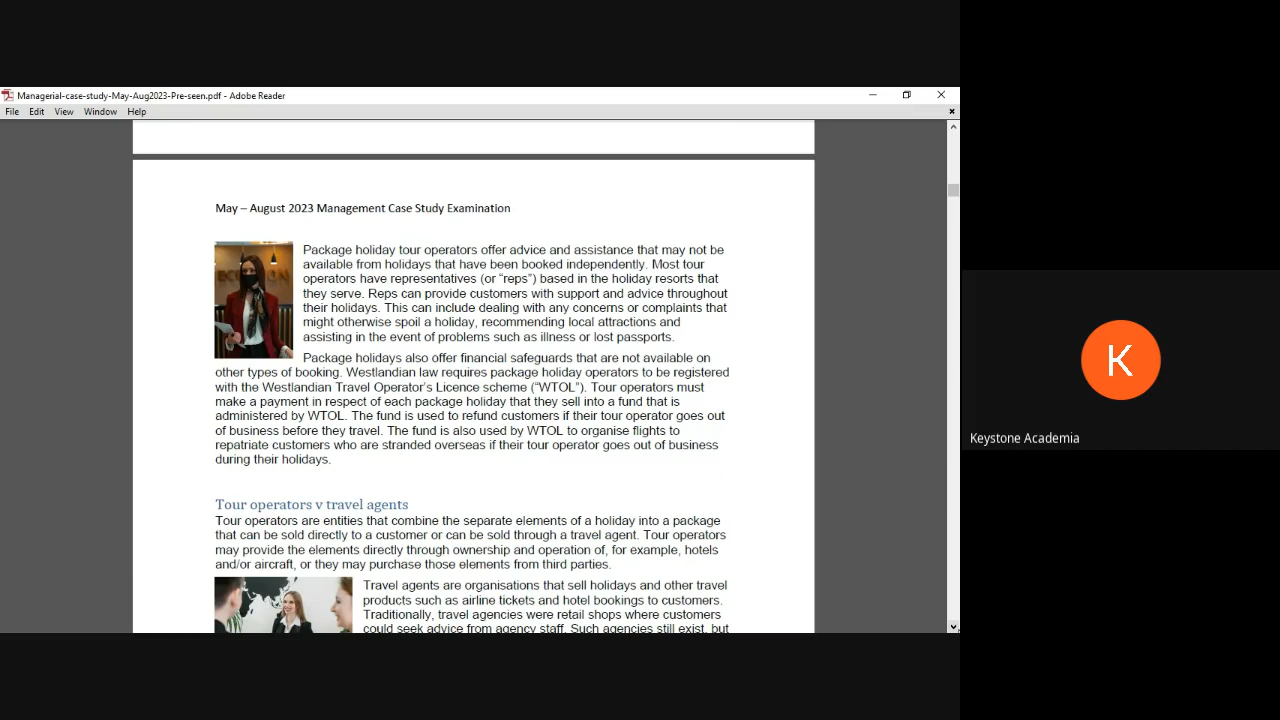 Managerial-case-study-May-Aug2023-Pre-seen.pdf - Adobe Reader
File Edit View Window Help
May – August 2023 Management Case Study Examination
Package holiday tour operators offer advice and assistance that may not be
available from holidays that have been booked independently. Most tour
operators have representatives (or “reps”) based in the holiday resorts that
they serve. Reps can provide customers with support and advice throughout
their holidays. This can include dealing with any concerns or complaints that
might otherwise spoil a holiday, recommending local attractions and
assisting in the event of problems such as illness or lost passports.
Package holidays also offer financial safeguards that are not available on
other types of booking. Westlandian law requires package holiday operators to be registered
with the Westlandian Travel Operator’s Licence scheme (“WTOL”). Tour operators must
make a payment in respect of each package holiday that they sell into a fund that is
administered by WTOL. The fund is used to refund customers if their tour operator goes out
of business before they travel. The fund is also used by WTOL to organise flights to
repatriate customers who are stranded overseas if their tour operator goes out of business
during their holidays.
Tour operators v travel agents
Tour operators are entities that combine the separate elements of a holiday into a package
that can be sold directly to a customer or can be sold through a travel agent. Tour operators
may provide the elements directly through ownership and operation of, for example, hotels
and/or aircraft, or they may purchase those elements from third parties.
Travel agents are organisations that sell holidays and other travel
products such as airline tickets and hotel bookings to customers.
Traditionally, travel agencies were retail shops where customers
could seek advice from agency staff. Such agencies still exist, but
K
Keystone Academia